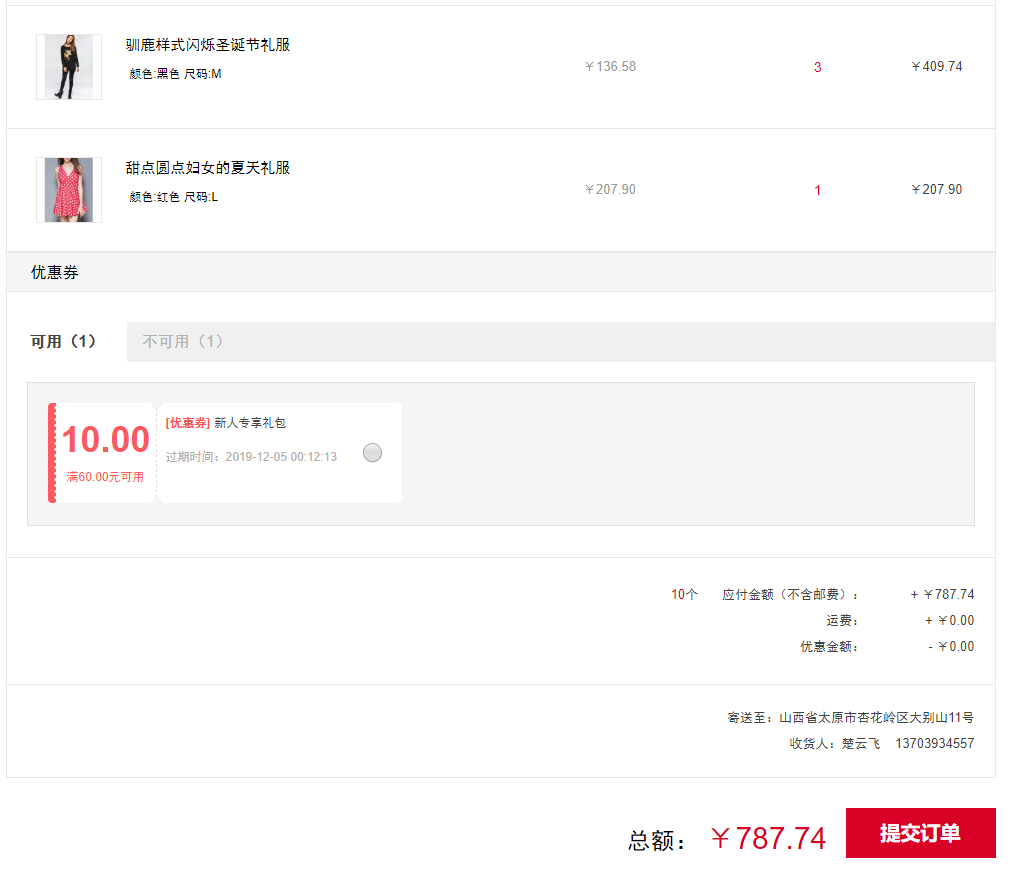 驯鹿样式闪烁圣诞节礼服
颜色:黑色 尺码:M
￥136.58 3 ￥409.74
甜点圆点妇女的夏天礼服
颜色:红色 尺码:L
￥207.90 1 ￥207.90
优惠券
可用（1） 不可用（1）
10.00
满60.00元可用
[优惠券] 新人专享礼包
过期时间：2019-12-05 00:12:13
10个 应付金额（不含邮费）： + ￥787.74
运费： + ￥0.00
优惠金额： - ￥0.00
寄送至：山西省太原市杏花岭区大别山11号
收货人：楚云飞 13703934557
总额： ￥787.74 提交订单